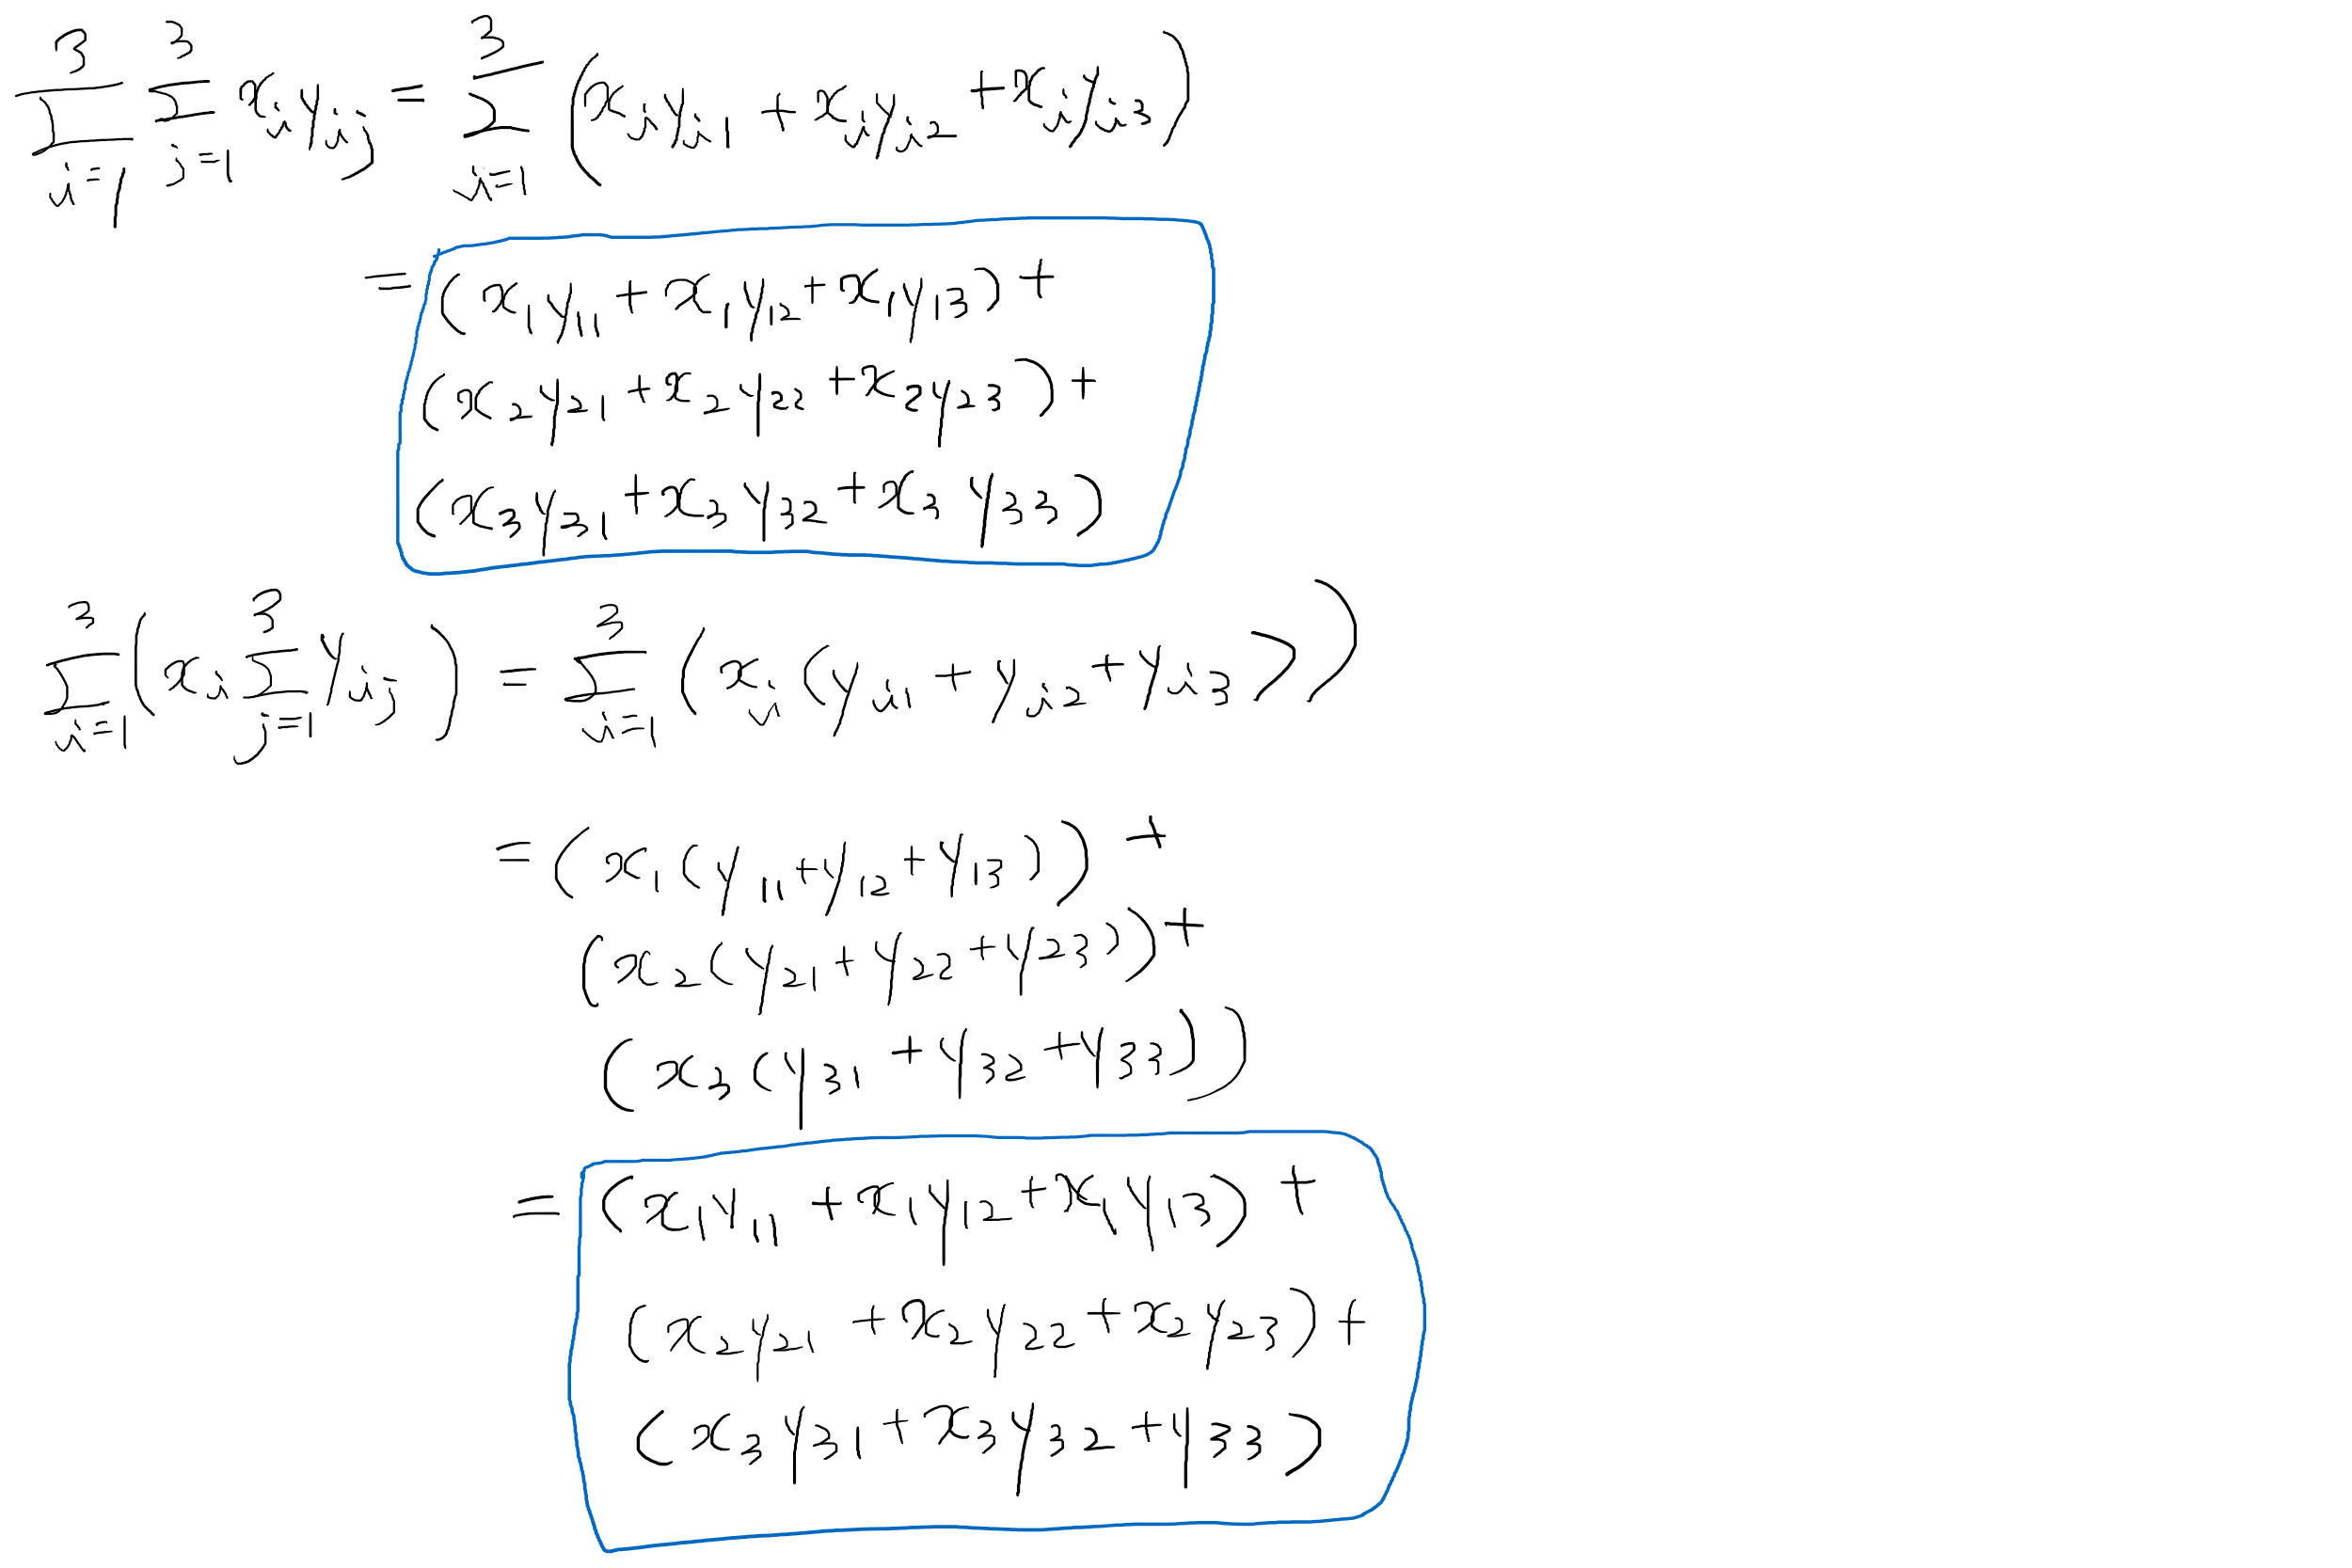 $\sum_{i=1}^{3} \sum_{j=1}^{3} x_i y_{ij} = \sum_{i=1}^{3} (x_i y_{i1} + x_i y_{i2} + x_i y_{i3})$
$= (x_1 y_{11} + x_1 y_{12} + x_1 y_{13}) +$
$(x_2 y_{21} + x_2 y_{22} + x_2 y_{23}) +$
$(x_3 y_{31} + x_3 y_{32} + x_3 y_{33})$
$\sum_{i=1}^{3} (x_i \sum_{j=1}^{3} y_{ij}) = \sum_{i=1}^{3} (x_i (y_{i1} + y_{i2} + y_{i3}))$
$= (x_1 (y_{11} + y_{12} + y_{13})) +$
$(x_2 (y_{21} + y_{22} + y_{23})) +$
$(x_3 (y_{31} + y_{32} + y_{33}))$
$= (x_1 y_{11} + x_1 y_{12} + x_1 y_{13}) +$
$(x_2 y_{21} + x_2 y_{22} + x_2 y_{23}) +$
$(x_3 y_{31} + x_3 y_{32} + y_{33})$